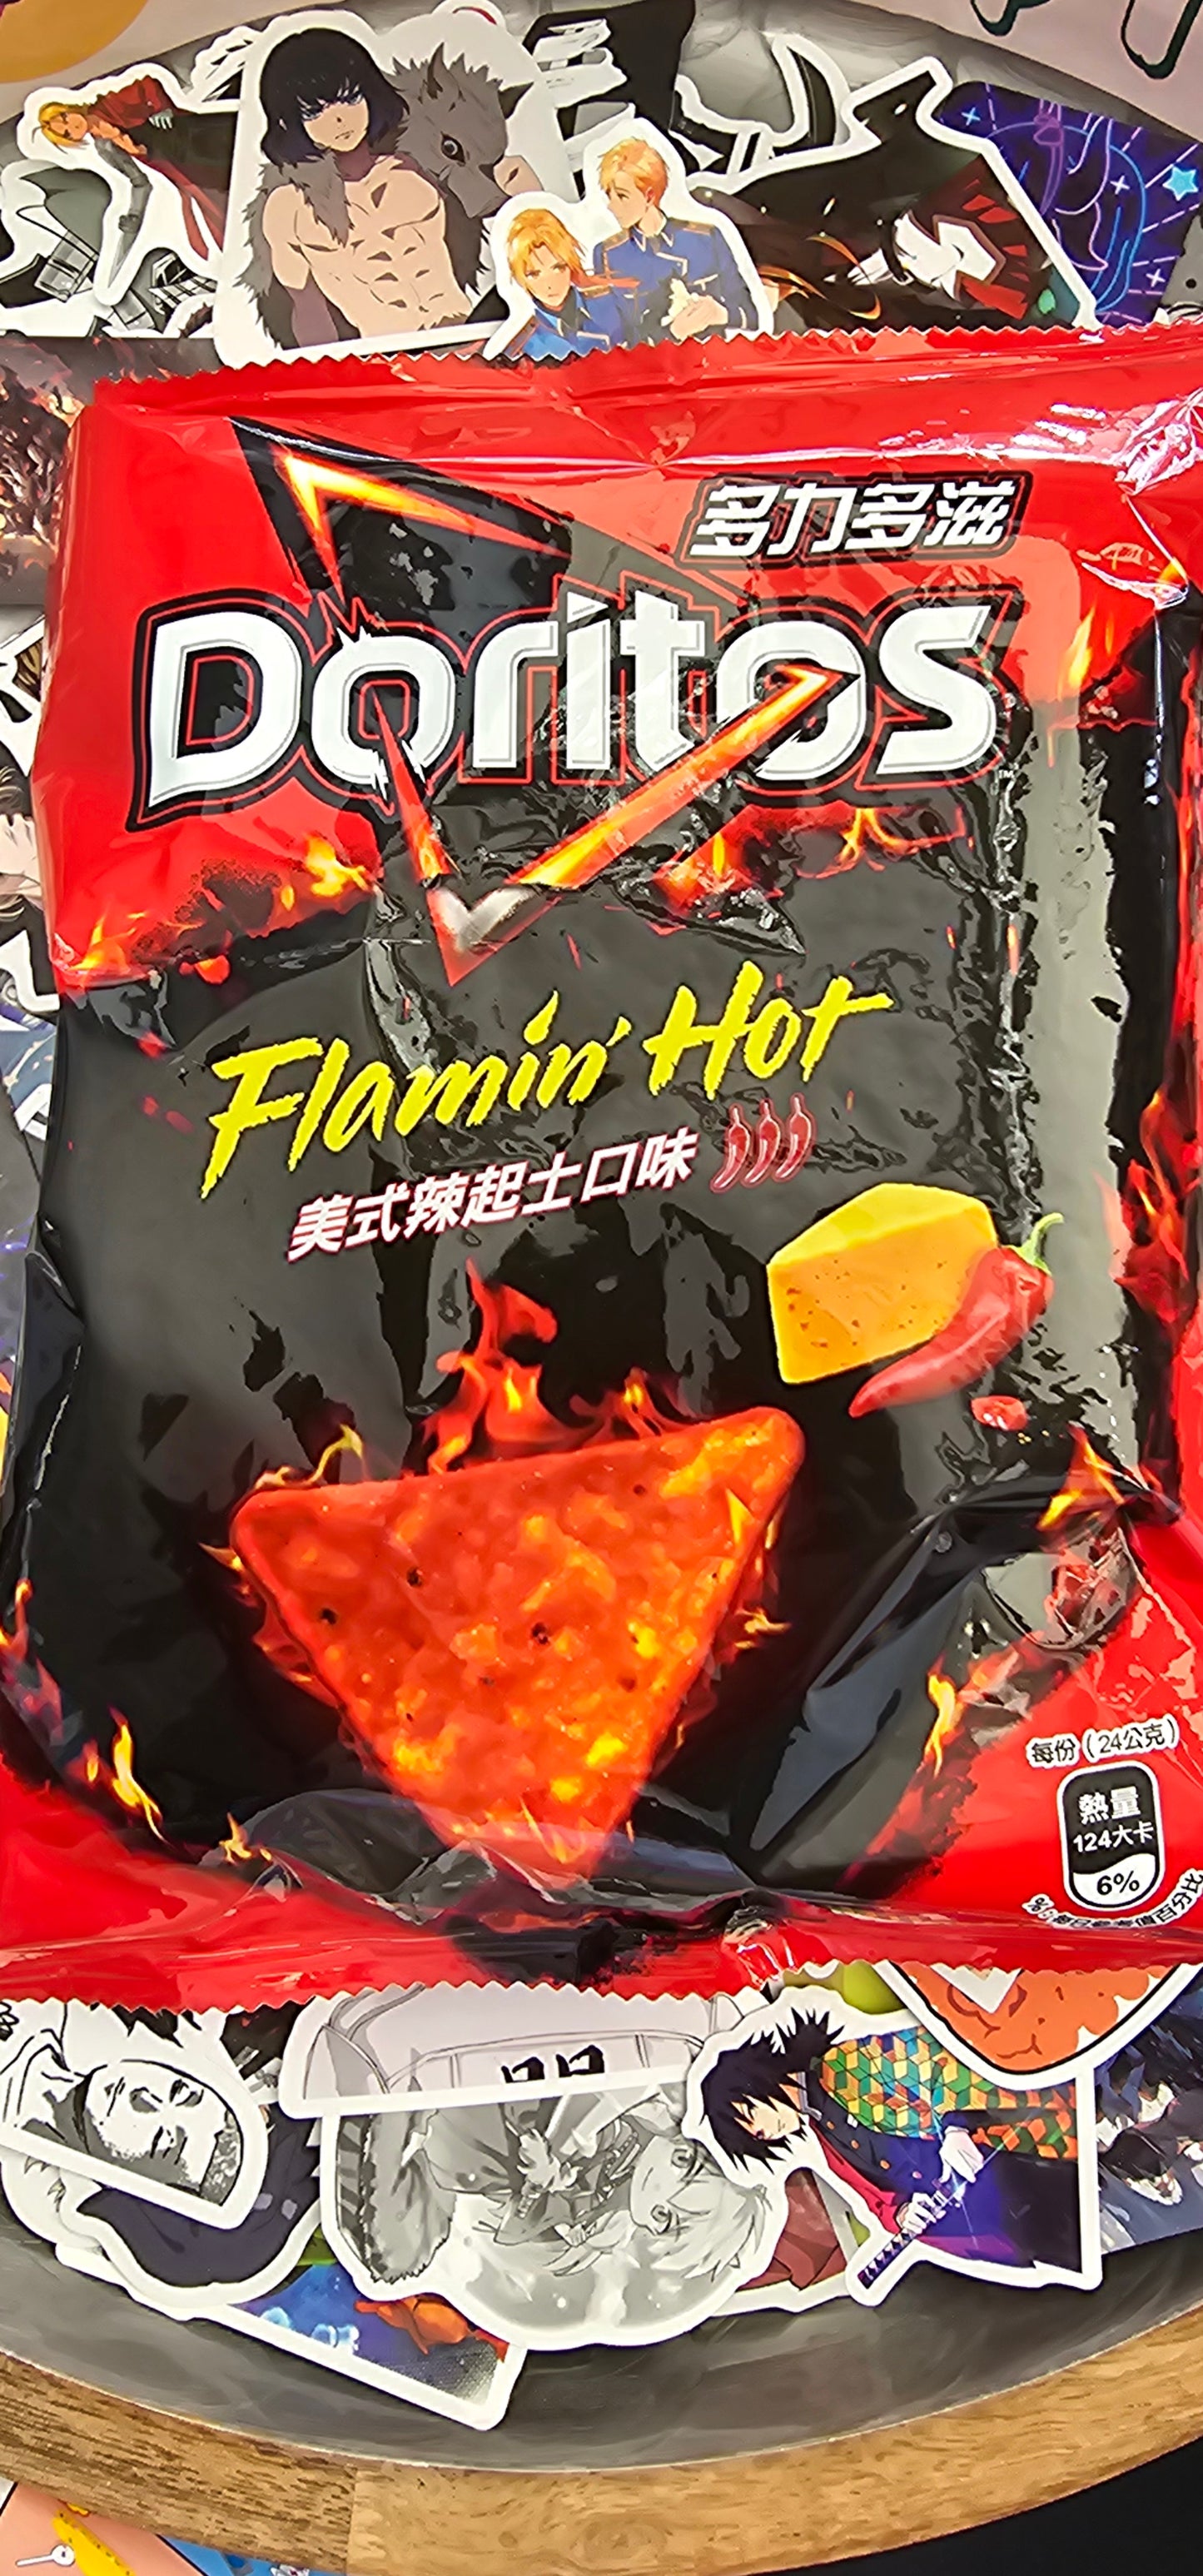 多力多滋
Doritos
Flamin' Hot
美式辣起士口味
每份(24公克)
熱量
124大卡
6%